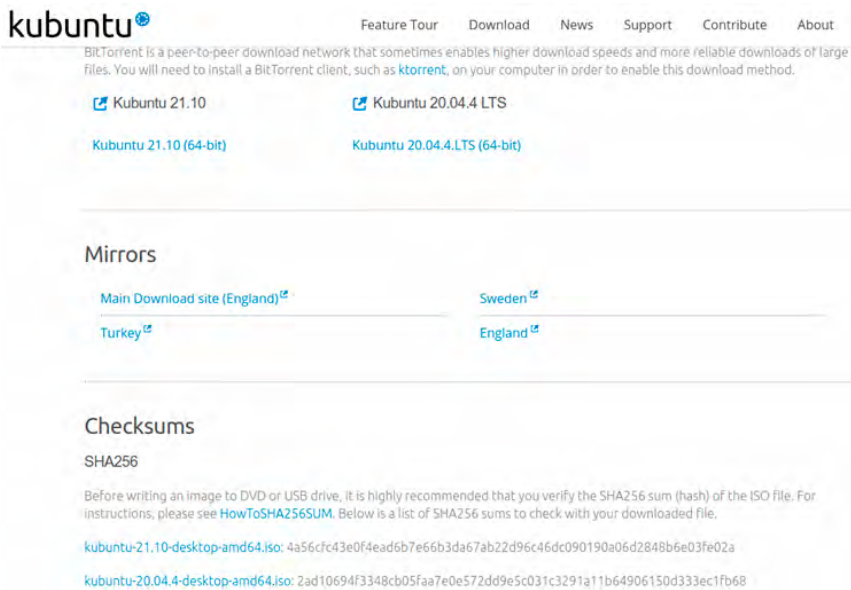 kubuntu
Feature Tour Download News Support Contribute About
BitTorrent is a peer-to-peer download network that sometimes enables higher download speeds and more reliable downloads of large
files. You will need to install a BitTorrent client, such as ktorrent, on your computer in order to enable this download method.
Kubuntu 21.10 Kubuntu 20.04.4 LTS
Kubuntu 21.10 (64-bit) Kubuntu 20.04.4.LTS (64-bit)
Mirrors
Main Download site (England) Sweden
Turkey England
Checksums
SHA256
Before writing an image to DVD or USB drive, it is highly recommended that you verify the SHA256 sum (hash) of the ISO file. For
instructions, please see HowToSHA256SUM. Below is a list of SHA256 sums to check with your downloaded file.
kubuntu-21.10-desktop-amd64.iso: 4a56cfc43e0f4ead6b7e66b3da67ab22d96c46dc090190a06d2848b6e03fe02a
kubuntu-20.04.4-desktop-amd64.iso: 2ad10694f3348cb05faa7e0e572dd9e5c031c3291a11b64906150d333ec1fb68